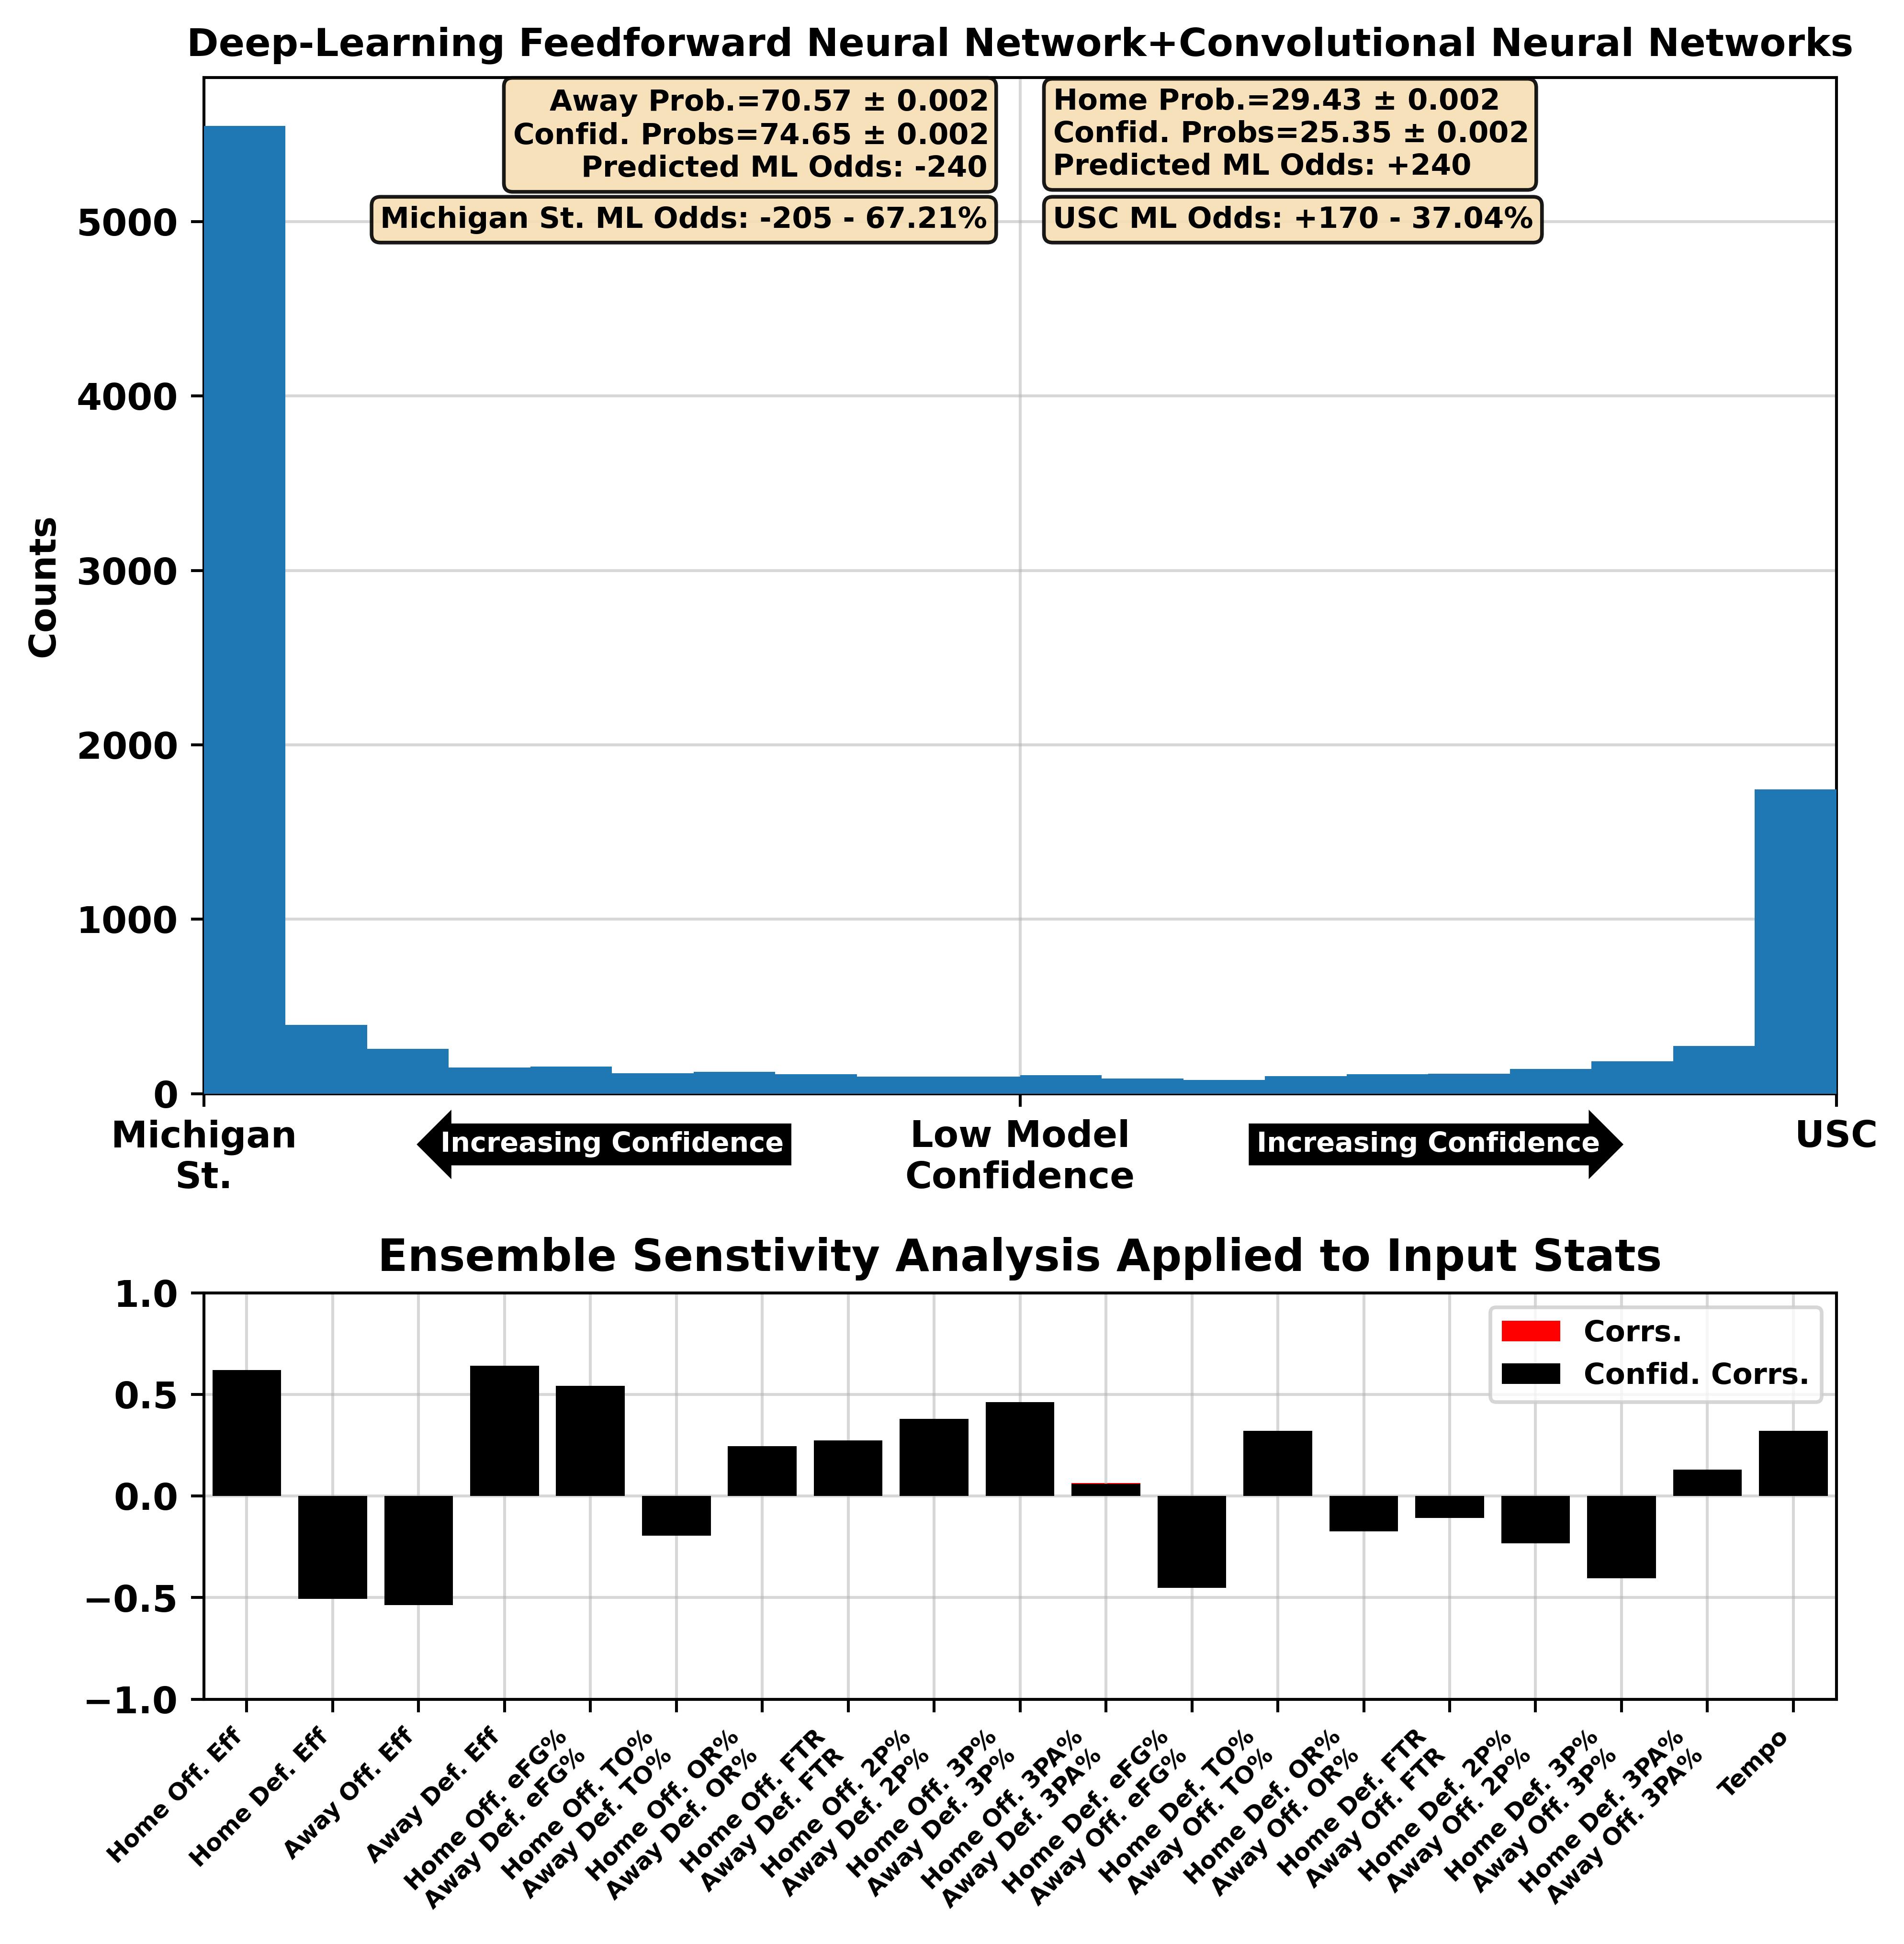 Deep-Learning Feedforward Neural Network+Convolutional Neural Networks
Away Prob.=70.57 ± 0.002
Confid. Probs=74.65 ± 0.002
Predicted ML Odds: -240
Home Prob.=29.43 ± 0.002
Confid. Probs=25.35 ± 0.002
Predicted ML Odds: +240
Michigan St. ML Odds: -205 - 67.21%
USC ML Odds: +170 - 37.04%
Counts
5000
4000
3000
2000
1000
0
Michigan
St.
Increasing Confidence
Low Model
Confidence
Increasing Confidence
USC
Ensemble Senstivity Analysis Applied to Input Stats
1.0
0.5
0.0
−0.5
−1.0
Corrs.
Confid. Corrs.
Home Off. Eff
Home Def. Eff
Away Off. Eff
Away Def. Eff
Home Off. eFG%
Away Def. eFG%
Home Off. TO%
Away Def. TO%
Home Off. OR%
Away Def. OR%
Home Off. FTR
Away Def. FTR
Home Off. 2P%
Away Def. 2P%
Home Off. 3P%
Away Def. 3P%
Home Off. 3PA%
Away Def. 3PA%
Home Def. eFG%
Away Off. eFG%
Home Def. TO%
Away Off. TO%
Home Def. OR%
Away Off. OR%
Home Def. FTR
Away Off. FTR
Home Def. 2P%
Away Off. 2P%
Home Def. 3P%
Away Off. 3P%
Home Def. 3PA%
Away Off. 3PA%
Tempo